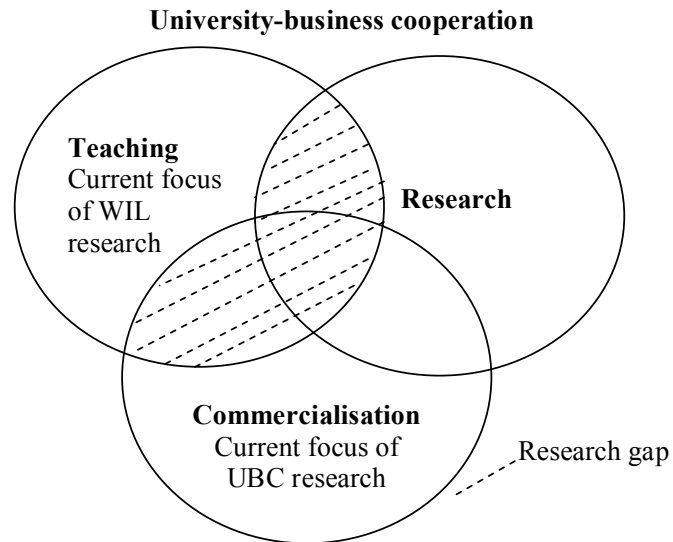 University-business cooperation
Teaching
Current focus
of WIL
research
Research
Commercialisation
Current focus of
UBC research
Research gap